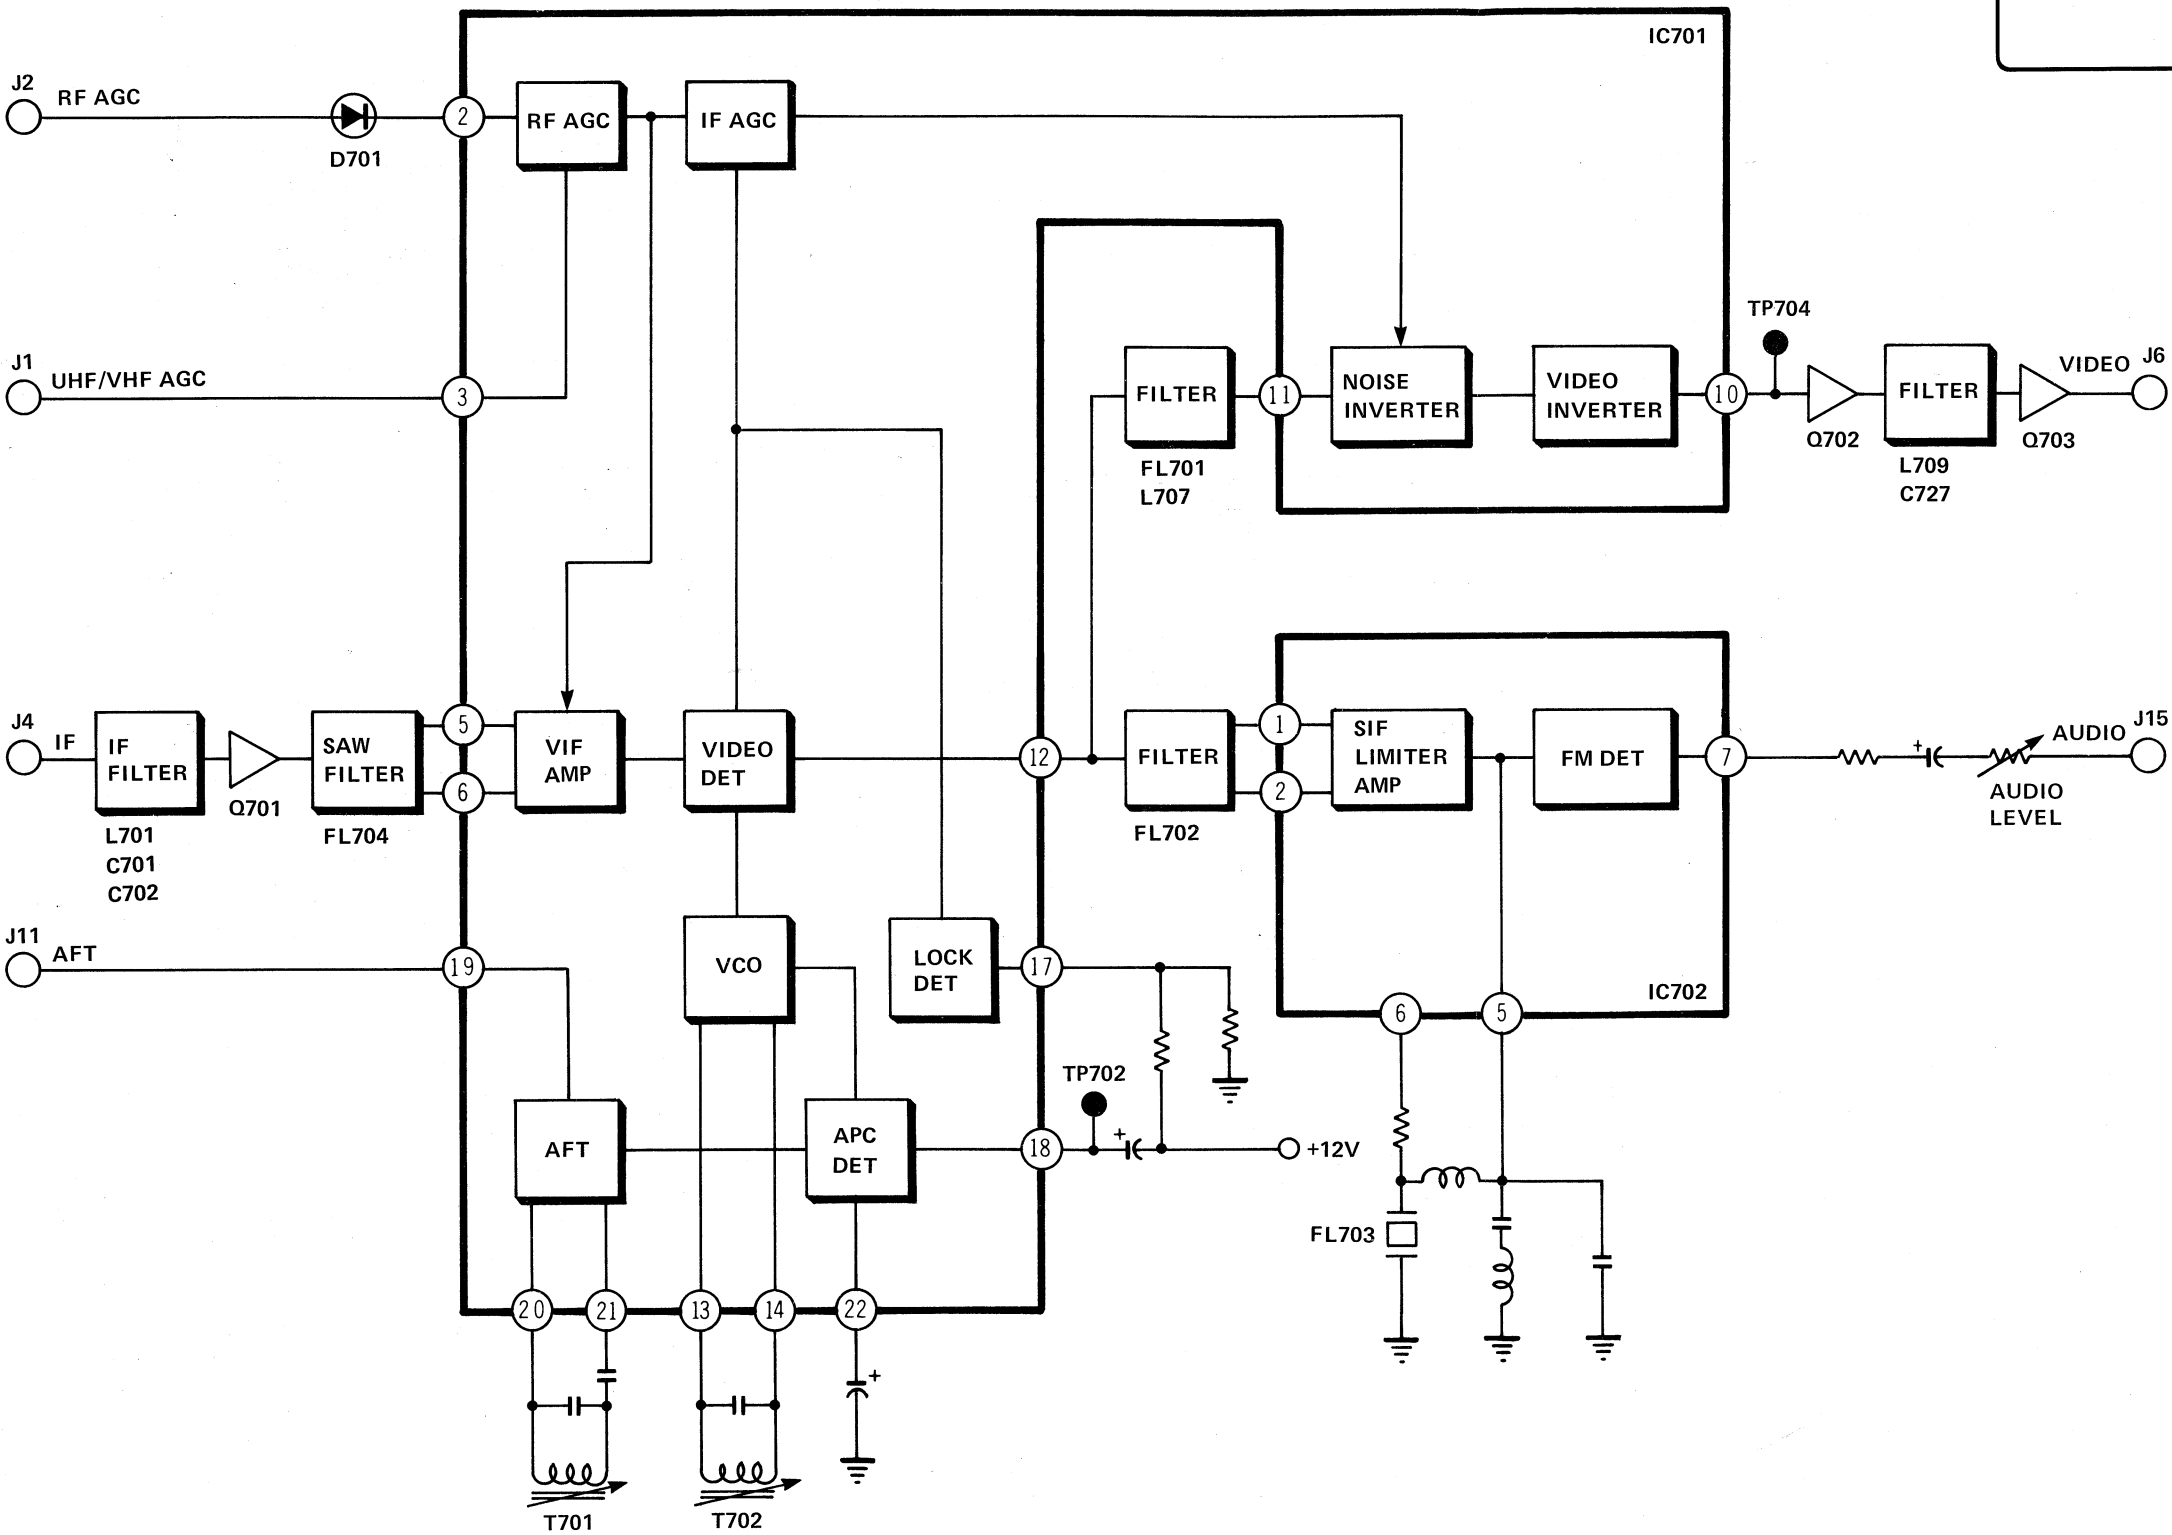 IC701
J2
RF AGC
D701
2
RF AGC
IF AGC
J1
UHF/VHF AGC
3
FILTER
FL701
L707
11
NOISE
INVERTER
VIDEO
INVERTER
10
TP704
Q702
FILTER
L709
C727
Q703
VIDEO
J6
J4
IF
IF
FILTER
L701
C701
C702
Q701
SAW
FILTER
FL704
5
6
VIF
AMP
VIDEO
DET
12
FILTER
FL702
1
2
SIF
LIMITER
AMP
FM DET
7
+
AUDIO
J15
AUDIO
LEVEL
J11
AFT
19
VCO
LOCK
DET
17
IC702
6
5
AFT
APC
DET
18
TP702
+
+12V
FL703
20
21
13
14
22
+
T701
T702